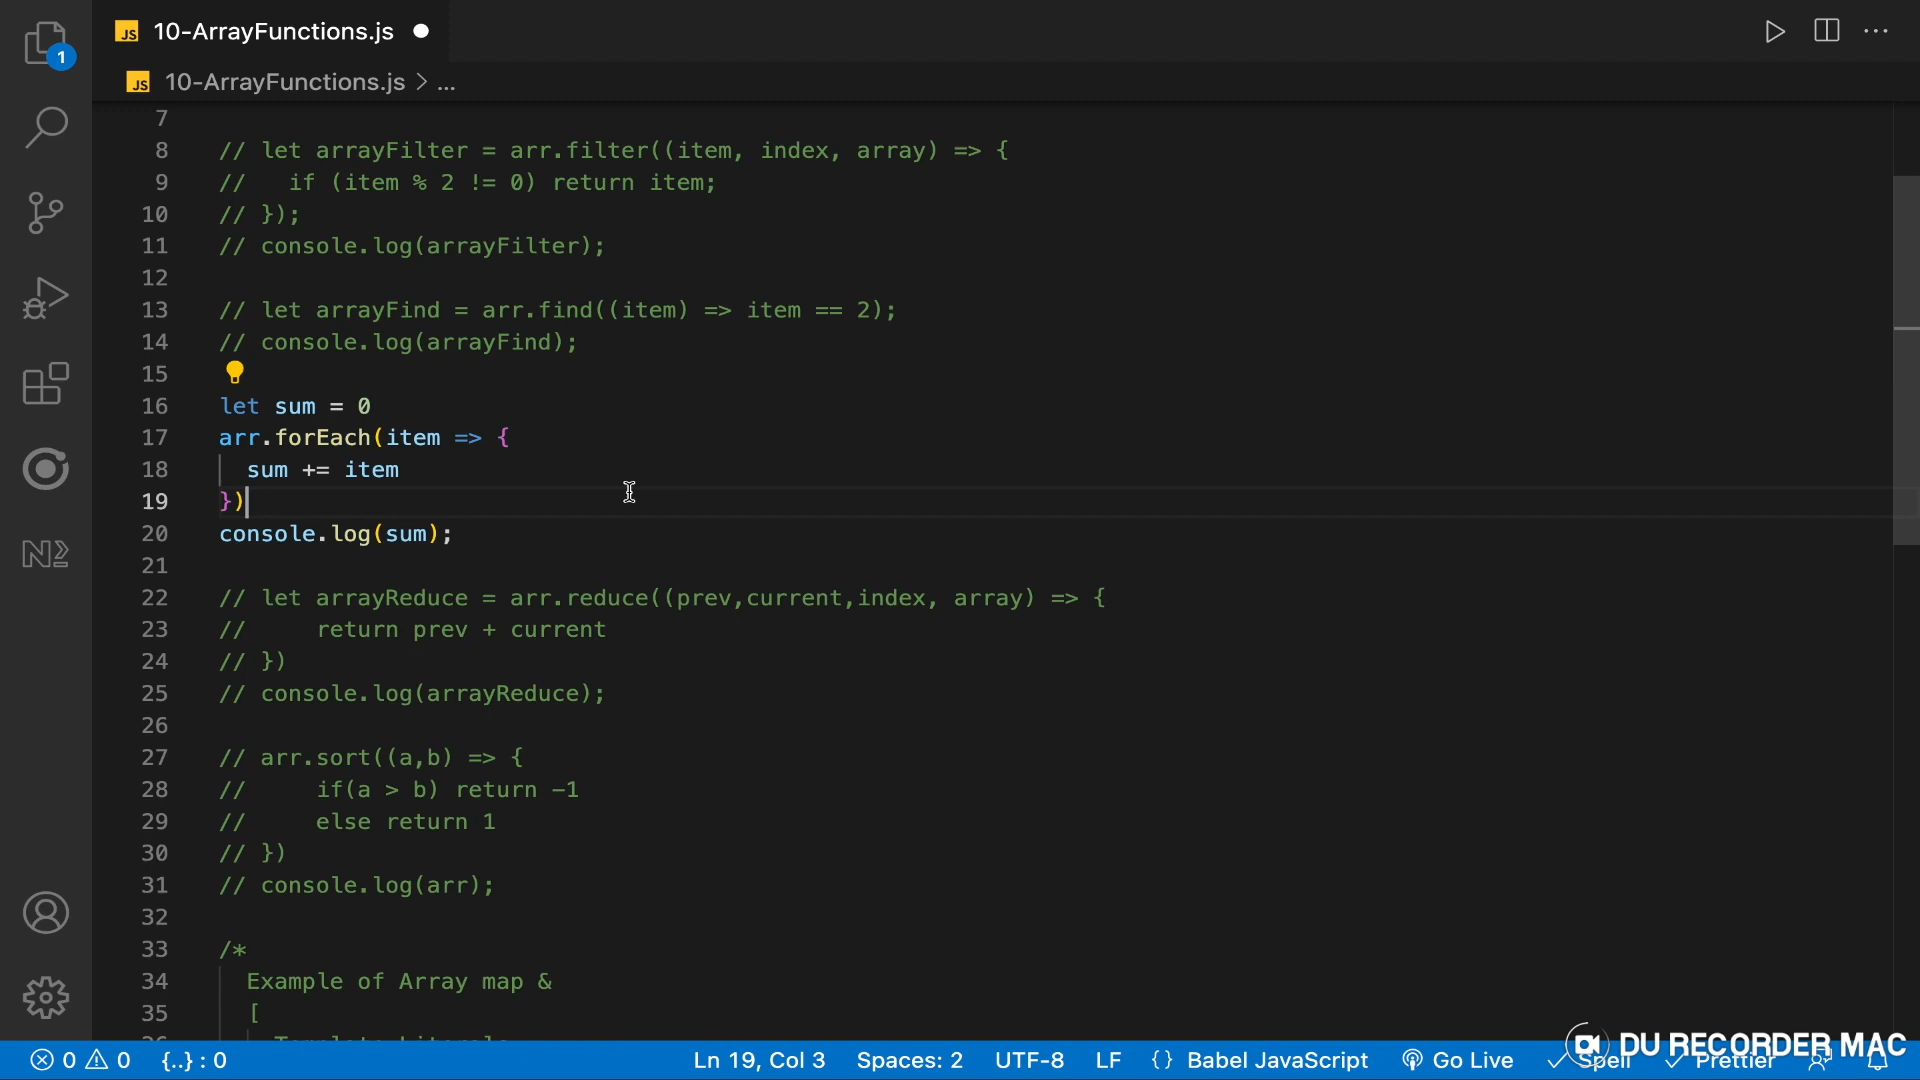 JS 10-ArrayFunctions.js
JS 10-ArrayFunctions.js > ...
1
7
8 // let arrayFilter = arr.filter((item, index, array) => {
9 //   if (item % 2 != 0) return item;
10 // });
11 // console.log(arrayFilter);
12
13 // let arrayFind = arr.find((item) => item == 2);
14 // console.log(arrayFind);
15
16 let sum = 0
17 arr.forEach(item => {
18   sum += item
19 })
20 console.log(sum);
21
22 // let arrayReduce = arr.reduce((prev,current,index, array) => {
23 //     return prev + current
24 // })
25 // console.log(arrayReduce);
26
27 // arr.sort((a,b) => {
28 //     if(a > b) return -1
29 //     else return 1
30 // })
31 // console.log(arr);
32
33 /*
34   Example of Array map &
35   [
36     Template Literals
0 0 {..} : 0 Ln 19, Col 3 Spaces: 2 UTF-8 LF {} Babel JavaScript Go Live Spell Prettier
DU RECORDER MAC